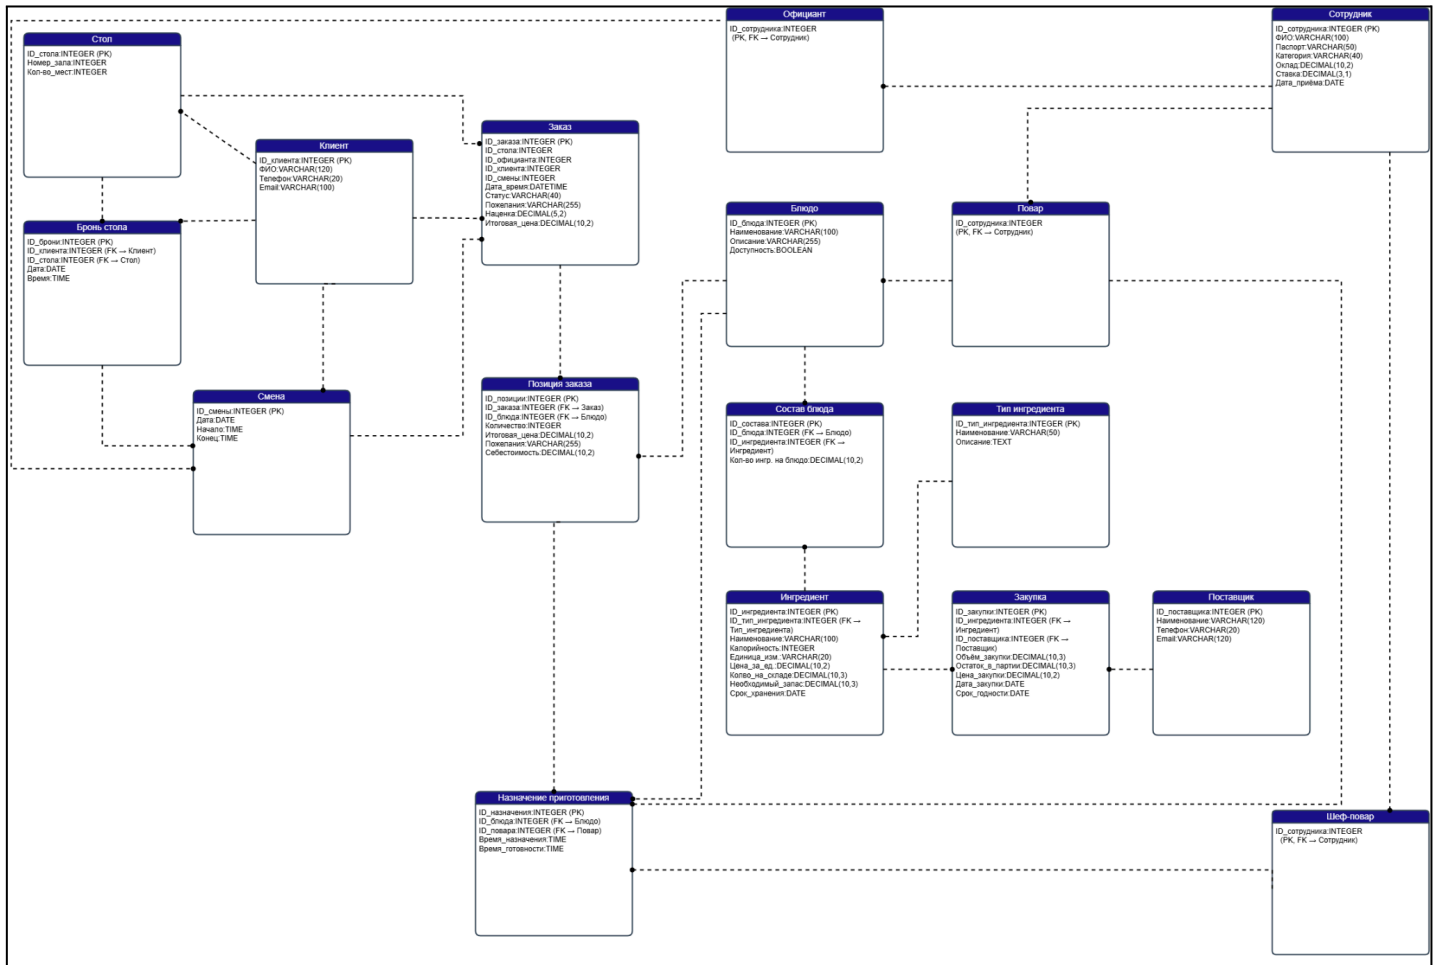 Стол
ID_стола:INTEGER (PK)
Номер_зала:INTEGER
Кол-во_мест:INTEGER
Клиент
ID_клиента:INTEGER (PK)
ФИО:VARCHAR(120)
Телефон:VARCHAR(20)
Email:VARCHAR(100)
Заказ
ID_заказа:INTEGER (PK)
ID_стола:INTEGER
ID_официанта:INTEGER
ID_клиента:INTEGER
ID_смены:INTEGER
Дата_время:DATETIME
Статус:VARCHAR(40)
Пожелания:VARCHAR(255)
Наценка:DECIMAL(5,2)
Итоговая_цена:DECIMAL(10,2)
Официант
ID_сотрудника:INTEGER
(PK, FK → Сотрудник)
Сотрудник
ID_сотрудника:INTEGER (PK)
ФИО:VARCHAR(100)
Паспорт:VARCHAR(50)
Категория:VARCHAR(40)
Оклад:DECIMAL(10,2)
Ставка:DECIMAL(3,1)
Дата_приёма:DATE
Бронь стола
ID_брони:INTEGER (PK)
ID_клиента:INTEGER (FK → Клиент)
ID_стола:INTEGER (FK → Стол)
Дата:DATE
Время:TIME
Блюдо
ID_блюда:INTEGER (PK)
Наименование:VARCHAR(100)
Описание:VARCHAR(255)
Доступность:BOOLEAN
Повар
ID_сотрудника:INTEGER
(PK, FK → Сотрудник)
Смена
ID_смены:INTEGER (PK)
Дата:DATE
Начало:TIME
Конец:TIME
Позиция заказа
ID_позиции:INTEGER (PK)
ID_заказа:INTEGER (FK → Заказ)
ID_блюда:INTEGER (FK → Блюдо)
Количество:INTEGER
Итоговая_цена:DECIMAL(10,2)
Пожелания:VARCHAR(255)
Себестоимость:DECIMAL(10,2)
Состав блюда
ID_состава:INTEGER (PK)
ID_блюда:INTEGER (FK → Блюдо)
ID_ингредиента:INTEGER (FK →
Ингредиент)
Кол-во ингр. на блюдо:DECIMAL(10,2)
Тип ингредиента
ID_тип_ингредиента:INTEGER (PK)
Наименование:VARCHAR(50)
Описание:TEXT
Ингредиент
ID_ингредиента:INTEGER (PK)
ID_тип_ингредиента:INTEGER (FK →
Тип_ингредиента)
Наименование:VARCHAR(100)
Калорийность:INTEGER
Единица_изм.:VARCHAR(20)
Цена_за_ед.:DECIMAL(10,2)
Колво_на_складе:DECIMAL(10,3)
Необходимый_запас:DECIMAL(10,3)
Срок_хранения:DATE
Закупка
ID_закупки:INTEGER (PK)
ID_ингредиента:INTEGER (FK →
Ингредиент)
ID_поставщика:INTEGER (FK →
Поставщик)
Объём_закупки:DECIMAL(10,3)
Остаток_в_партии:DECIMAL(10,3)
Цена_закупки:DECIMAL(10,2)
Дата_закупки:DATE
Срок_годности:DATE
Поставщик
ID_поставщика:INTEGER (PK)
Наименование:VARCHAR(120)
Телефон:VARCHAR(20)
Email:VARCHAR(120)
Назначение приготовления
ID_назначения:INTEGER (PK)
ID_блюда:INTEGER (FK → Блюдо)
ID_повара:INTEGER (FK → Повар)
Время_назначения:TIME
Время_готовности:TIME
Шеф-повар
ID_сотрудника:INTEGER
(PK, FK → Сотрудник)